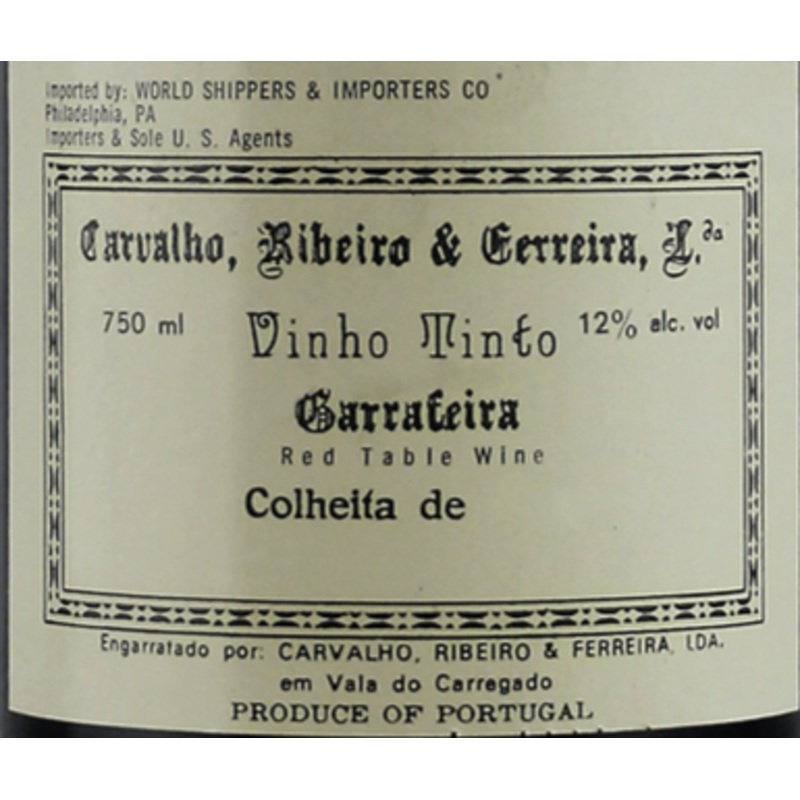 Imported by: WORLD SHIPPERS & IMPORTERS CO
Philadelphia, PA
Importers & Sole U. S. Agents
Carvalho, Ribeiro & Ferreira, L.da
750 ml Vinho Tinto 12% alc. vol
Garrafeira
Red Table Wine
Colheita de
Engarrafado por: CARVALHO, RIBEIRO & FERREIRA, LDA.
em Vala do Carregado
PRODUCE OF PORTUGAL